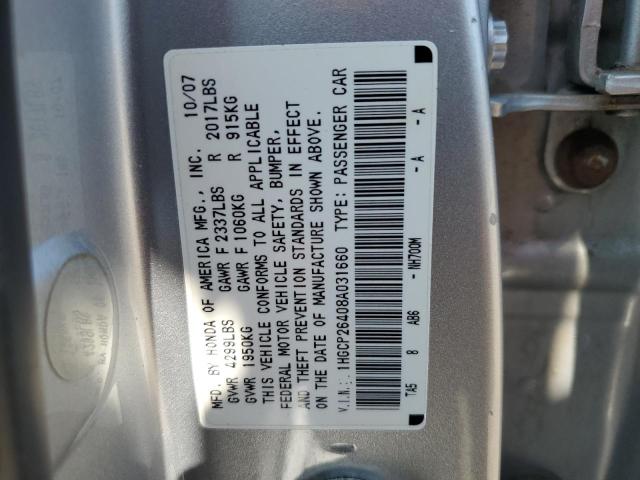 MFD. BY HONDA OF AMERICA MFG., INC. 10/07
GVWR 4299LBS GAWR F 2337LBS R 2017LBS
GVWR 1950KG GAWR F 1060KG R 915KG
THIS VEHICLE CONFORMS TO ALL APPLICABLE
FEDERAL MOTOR VEHICLE SAFETY, BUMPER,
AND THEFT PREVENTION STANDARDS IN EFFECT
ON THE DATE OF MANUFACTURE SHOWN ABOVE.
V.I.N.: 1HGCP26408A031660 TYPE: PASSENGER CAR
TA5 8 AB6 - NH700M - A - A